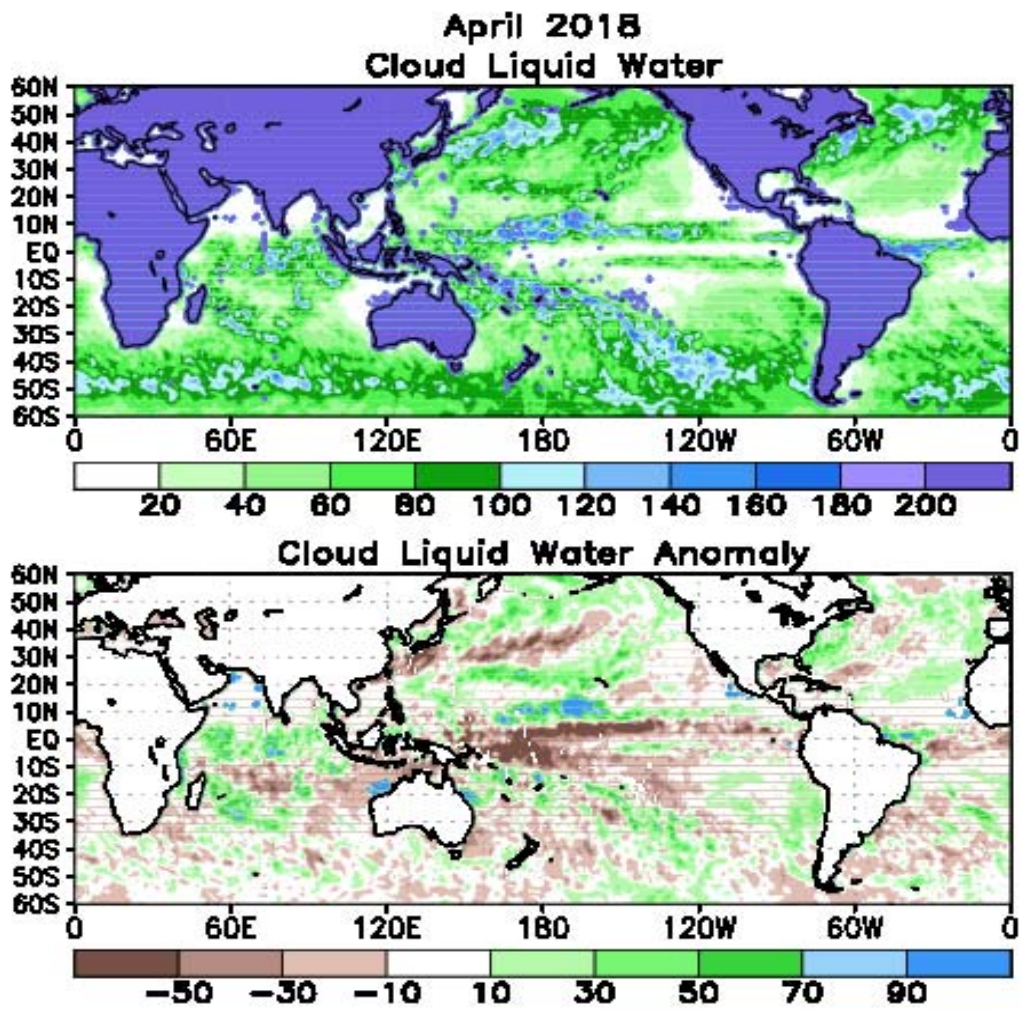 April 2018
Cloud Liquid Water
60N
50N
40N
30N
20N
10N
EQ
10S
20S
30S
40S
50S
60S
0 60E 120E 180 120W 60W 0
20 40 60 80 100 120 140 160 180 200
Cloud Liquid Water Anomaly
60N
50N
40N
30N
20N
10N
EQ
10S
20S
30S
40S
50S
60S
0 60E 120E 180 120W 60W 0
−50 −30 −10 10 30 50 70 90